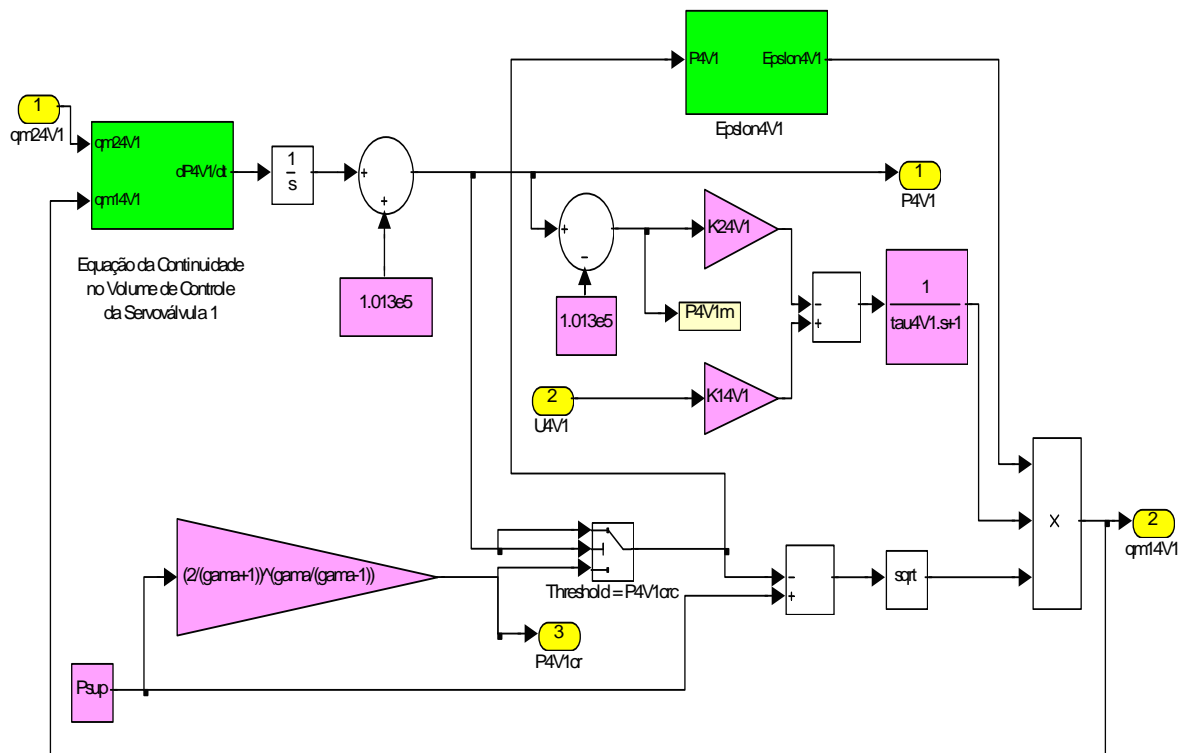 P4V1
Epslon4V1
Epslon4V1
1
qm24V1
qm24V1
dP4V1/dt
qm14V1
1
s
+
+
1
P4V1
Equação da Continuidade
no Volume de Controle
da Servoválvula 1
1.013e5
+
-
1.013e5
K24V1
P4V1m
-
+
1
tau4V1.s+1
2
U4V1
K14V1
X
2
qm14V1
(2/(gama+1))^(gama/(gama-1))
Threshold = P4V1crc
-
+
sqrt
3
P4V1cr
Psup